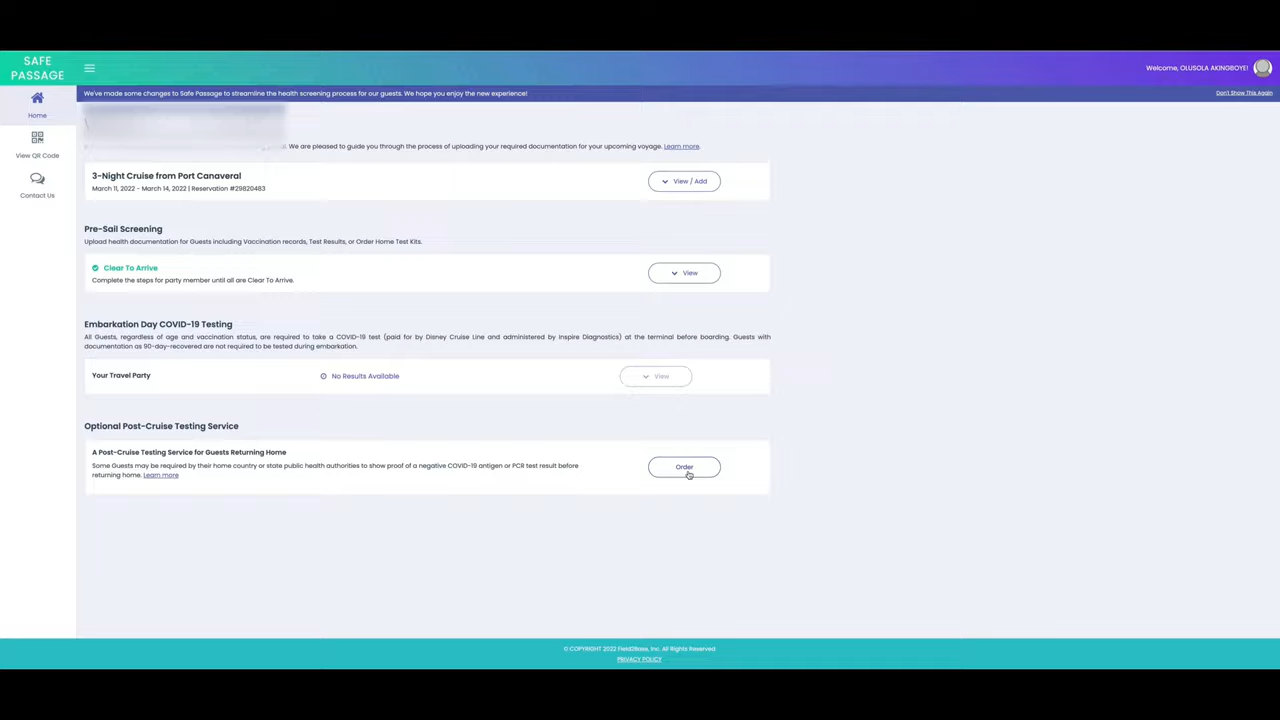 SAFE
PASSAGE
Welcome, OLUSOLA AKINGBOYE!
We've made some changes to Safe Passage to streamline the health screening process for our guests. We hope you enjoy the new experience!
Don't Show This Again
Home
View QR Code
Contact Us
We are pleased to guide you through the process of uploading your required documentation for your upcoming voyage. Learn more.
3-Night Cruise from Port Canaveral
March 11, 2022 - March 14, 2022 | Reservation #29820483
View / Add
Pre-Sail Screening
Upload health documentation for Guests including Vaccination records, Test Results, or Order Home Test Kits.
Clear To Arrive
Complete the steps for party member until all are Clear To Arrive.
View
Embarkation Day COVID-19 Testing
All Guests, regardless of age and vaccination status, are required to take a COVID-19 test (paid for by Disney Cruise Line and administered by Inspire Diagnostics) at the terminal before boarding. Guests with
documentation as 90-day-recovered are not required to be tested during embarkation.
Your Travel Party
No Results Available
View
Optional Post-Cruise Testing Service
A Post-Cruise Testing Service for Guests Returning Home
Some Guests may be required by their home country or state public health authorities to show proof of a negative COVID-19 antigen or PCR test result before
returning home. Learn more
Order
© COPYRIGHT 2022 Field2Base, Inc. All Rights Reserved
PRIVACY POLICY